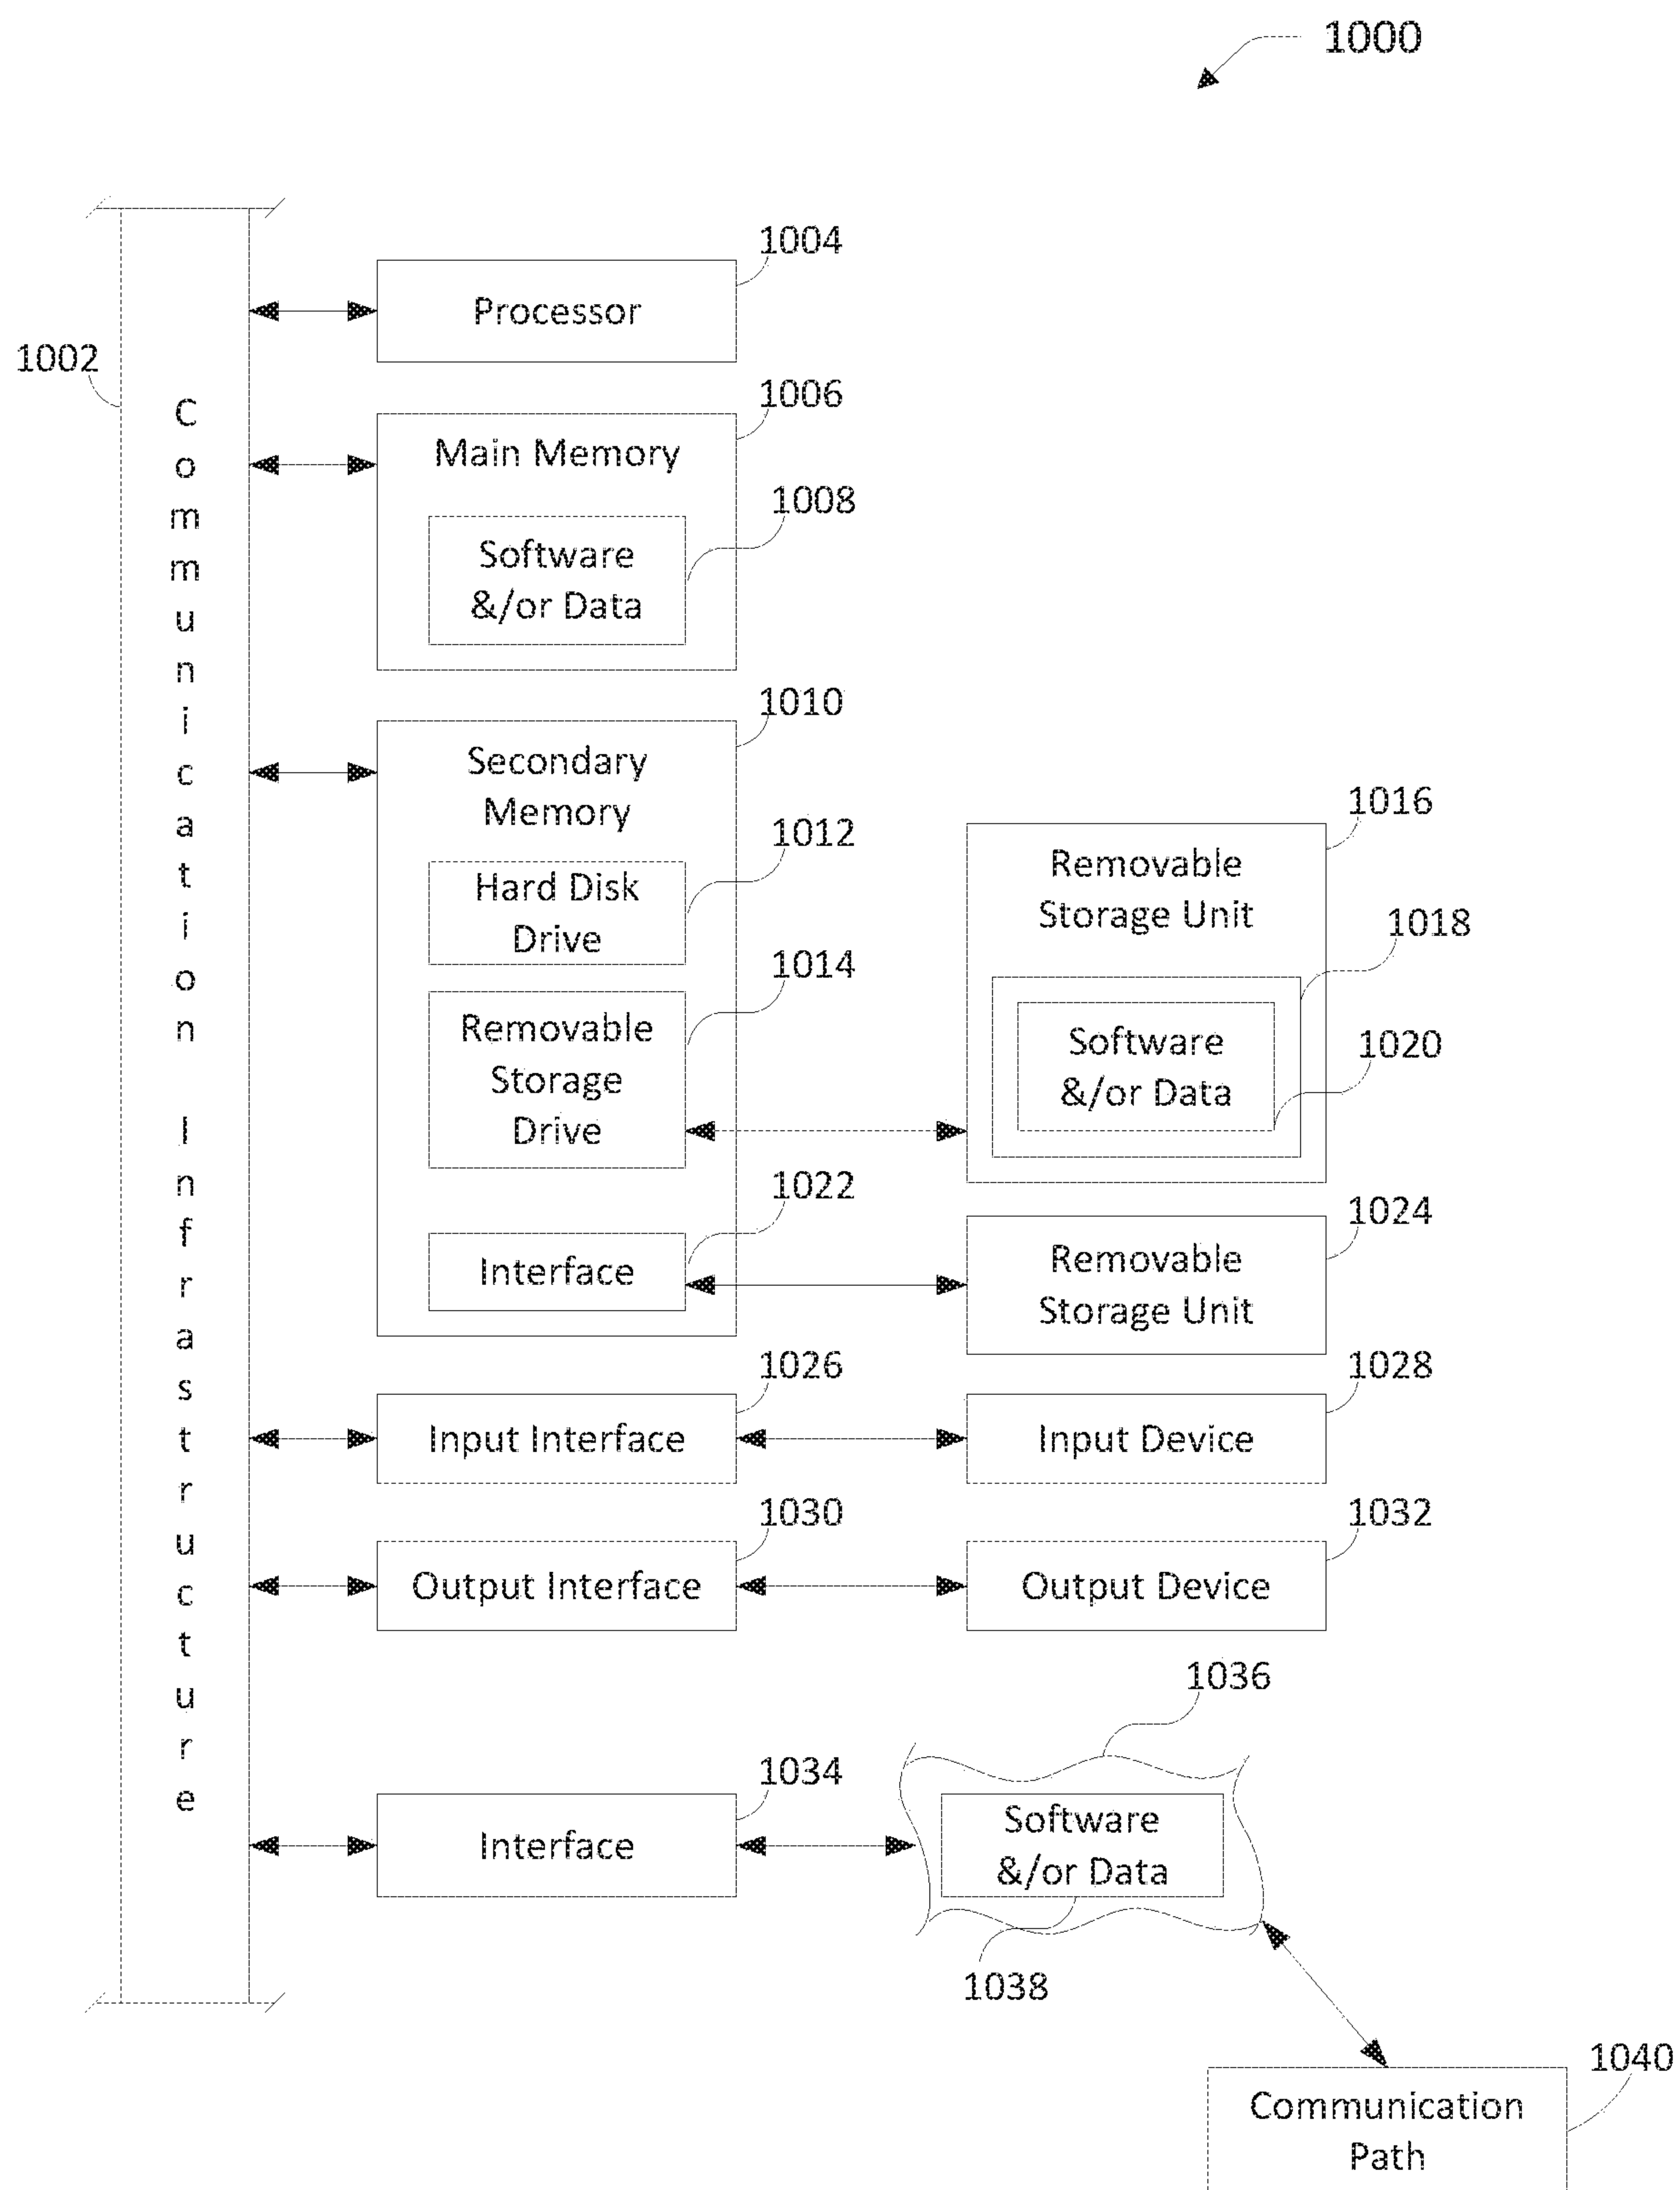 1000
1004
Processor
1002
Communication Infrastructure
1006
Main Memory
1008
Software
&/or Data
1010
Secondary
Memory
1012
Hard Disk
Drive
1014
Removable
Storage
Drive
1016
Removable
Storage Unit
1018
Software
&/or Data
1020
1022
Interface
1024
Removable
Storage Unit
1026
Input Interface
1028
Input Device
1030
Output Interface
1032
Output Device
1034
Interface
1036
Software
&/or Data
1038
1040
Communication
Path